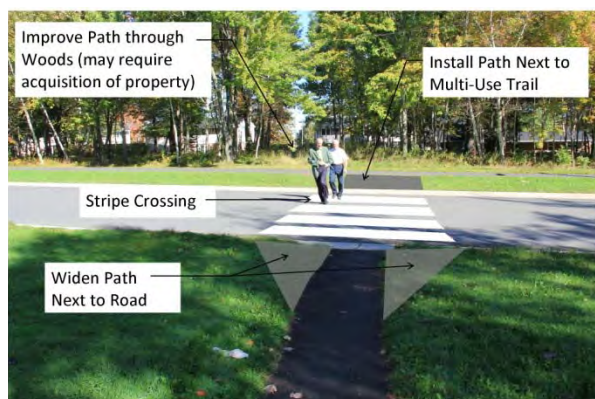 Improve Path through
Woods (may require
acquisition of property)
Install Path Next to
Multi-Use Trail
Stripe Crossing
Widen Path
Next to Road